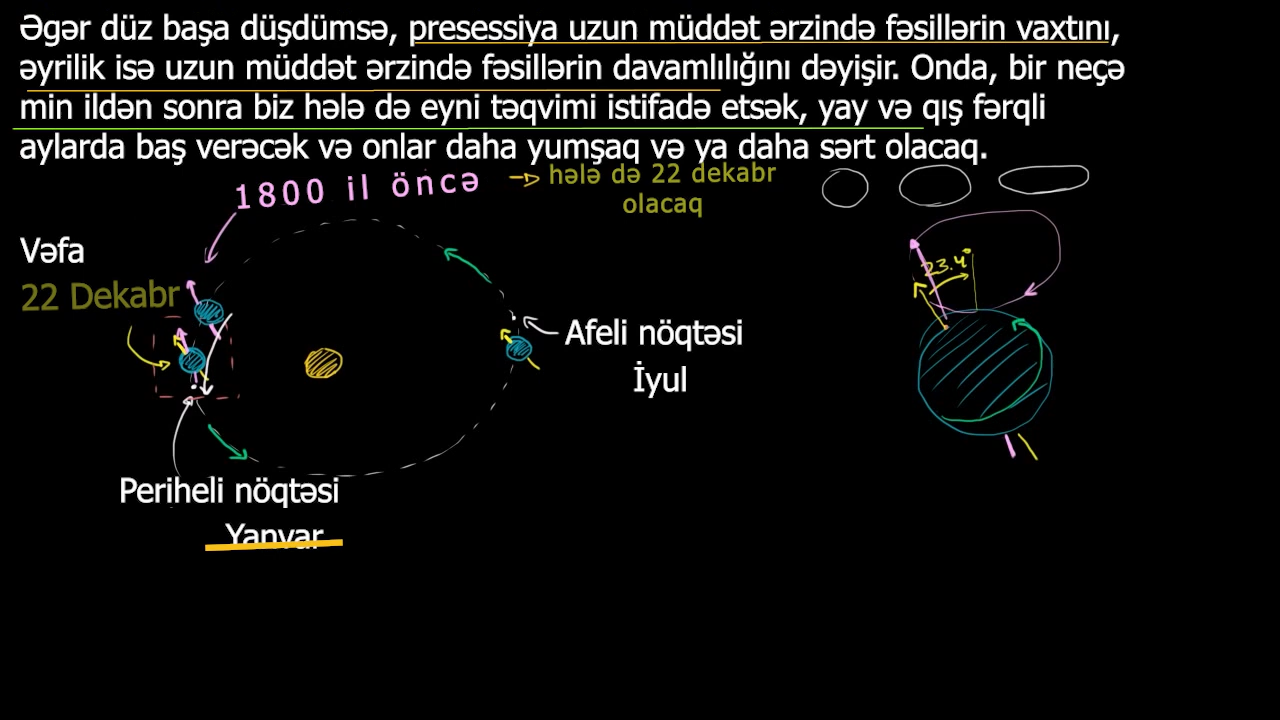 Əgər düz başa düşdümsə, presessiya uzun müddət ərzində fəsillərin vaxtını,
əyrilik isə uzun müddət ərzində fəsillərin davamlılığını dəyişir. Onda, bir neçə
min ildən sonra biz hələ də eyni təqvimi istifadə etsək, yay və qış fərqli
aylarda baş verəcək və onlar daha yumşaq və ya daha sərt olacaq.
1800 il öncə
hələ də 22 dekabr
olacaq
Vəfa
22 Dekabr
23.4°
Afeli nöqtəsi
İyul
Periheli nöqtəsi
Yanvar